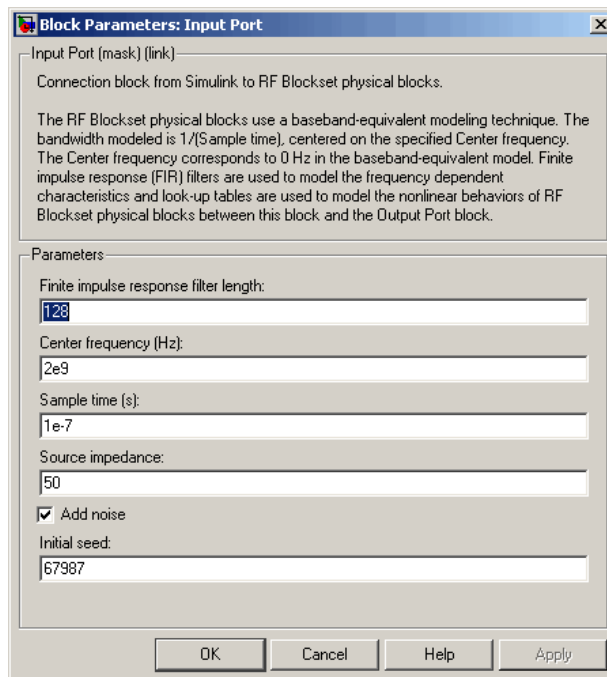 Block Parameters: Input Port
Input Port (mask) (link)
Connection block from Simulink to RF Blockset physical blocks.
The RF Blockset physical blocks use a baseband-equivalent modeling technique. The
bandwidth modeled is 1/(Sample time), centered on the specified Center frequency.
The Center frequency corresponds to 0 Hz in the baseband-equivalent model. Finite
impulse response (FIR) filters are used to model the frequency dependent
characteristics and look-up tables are used to model the nonlinear behaviors of RF
Blockset physical blocks between this block and the Output Port block.
Parameters
Finite impulse response filter length:
128
Center frequency (Hz):
2e9
Sample time (s):
1e-7
Source impedance:
50
Add noise
Initial seed:
67987
OK Cancel Help Apply